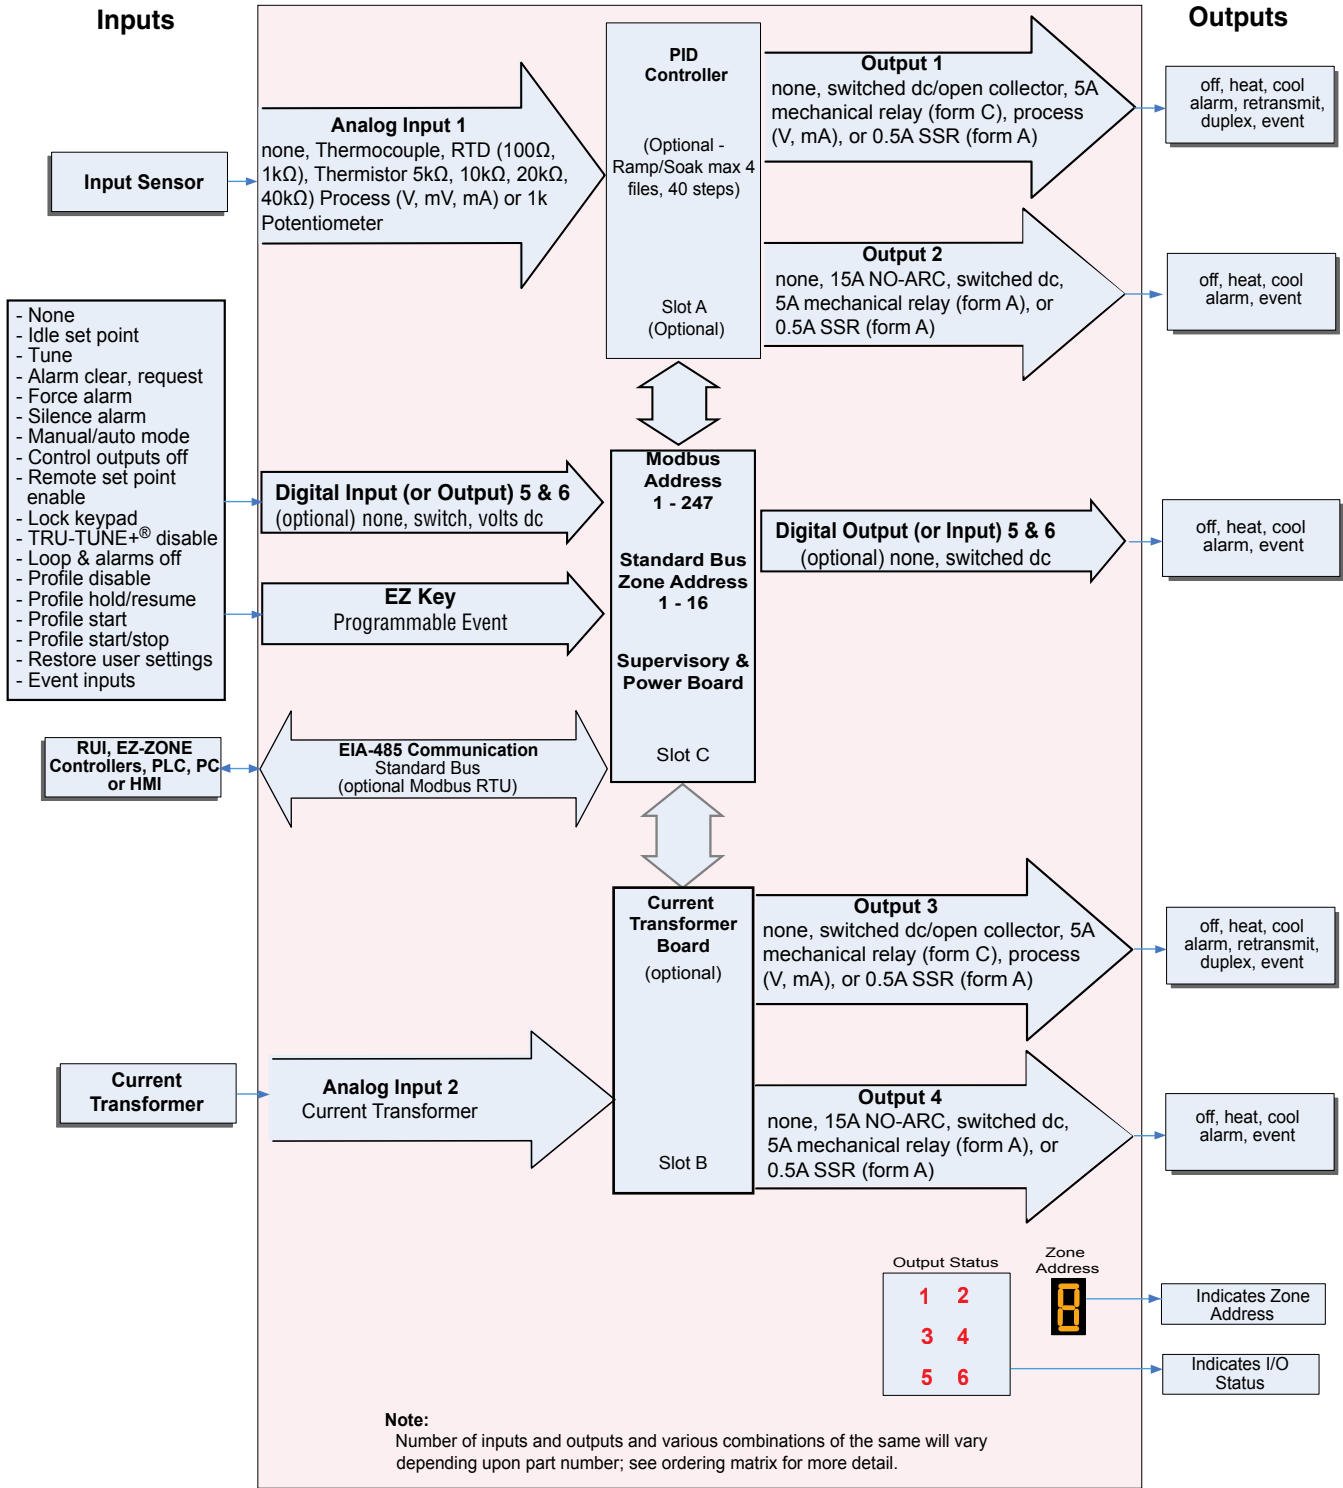 Inputs
Outputs
PID
Controller
(Optional -
Ramp/Soak max 4
files, 40 steps)
Slot A
(Optional)
Analog Input 1
none, Thermocouple, RTD (100Ω,
1kΩ), Thermistor 5kΩ, 10kΩ, 20kΩ,
40kΩ) Process (V, mV, mA) or 1k
Potentiometer
Input Sensor
Output 1
none, switched dc/open collector, 5A
mechanical relay (form C), process
(V, mA), or 0.5A SSR (form A)
off, heat, cool
alarm, retransmit,
duplex, event
Output 2
none, 15A NO-ARC, switched dc,
5A mechanical relay (form A), or
0.5A SSR (form A)
off, heat, cool
alarm, event
- None
- Idle set point
- Tune
- Alarm clear, request
- Force alarm
- Silence alarm
- Manual/auto mode
- Control outputs off
- Remote set point
enable
- Lock keypad
- TRU-TUNE+® disable
- Loop & alarms off
- Profile disable
- Profile hold/resume
- Profile start
- Profile start/stop
- Restore user settings
- Event inputs
Digital Input (or Output) 5 & 6
(optional) none, switch, volts dc
EZ Key
Programmable Event
Modbus
Address
1 - 247
Standard Bus
Zone Address
1 - 16
Supervisory &
Power Board
Slot C
Digital Output (or Input) 5 & 6
(optional) none, switched dc
off, heat, cool
alarm, event
RUI, EZ-ZONE
Controllers, PLC, PC
or HMI
EIA-485 Communication
Standard Bus
(optional Modbus RTU)
Current
Transformer
Board
(optional)
Slot B
Output 3
none, switched dc/open collector, 5A
mechanical relay (form C), process
(V, mA), or 0.5A SSR (form A)
off, heat, cool
alarm, retransmit,
duplex, event
Current
Transformer
Analog Input 2
Current Transformer
Output 4
none, 15A NO-ARC, switched dc,
5A mechanical relay (form A), or
0.5A SSR (form A)
off, heat, cool
alarm, event
Output Status
1 2
3 4
5 6
Zone
Address
8
Indicates Zone
Address
Indicates I/O
Status
Note:
Number of inputs and outputs and various combinations of the same will vary
depending upon part number; see ordering matrix for more detail.